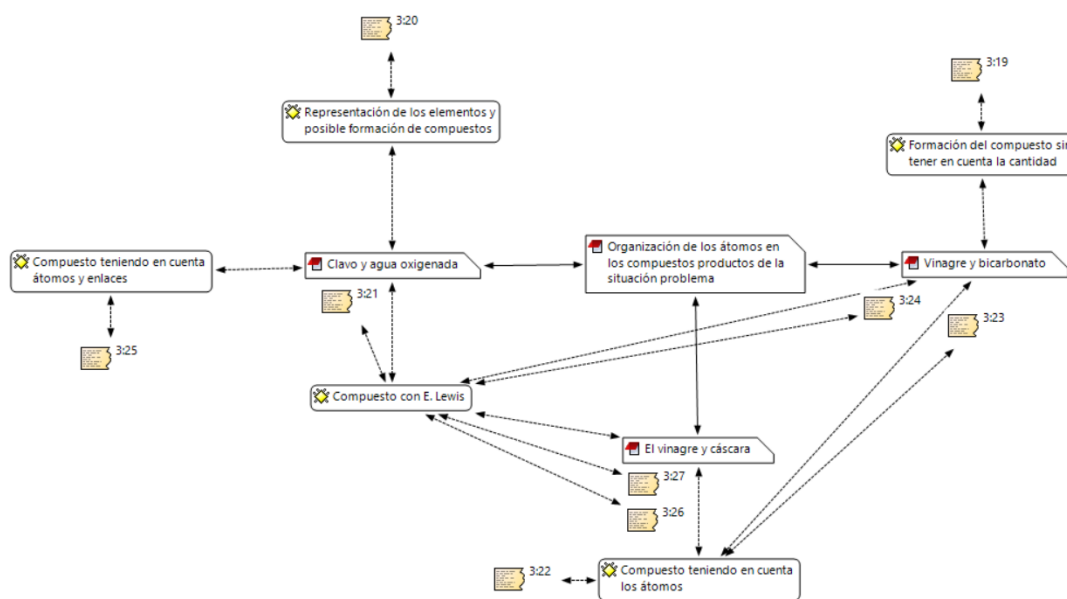 3:20
3:19
Representación de los elementos y
posible formación de compuestos
Formación del compuesto sin
tener en cuenta la cantidad
Compuesto teniendo en cuenta
átomos y enlaces
Clavo y agua oxigenada
Organización de los átomos en
los compuestos productos de la
situación problema
Vinagre y bicarbonato
3:21
3:24
3:23
3:25
Compuesto con E. Lewis
El vinagre y cáscara
3:27
3:26
3:22
Compuesto teniendo en cuenta
los átomos